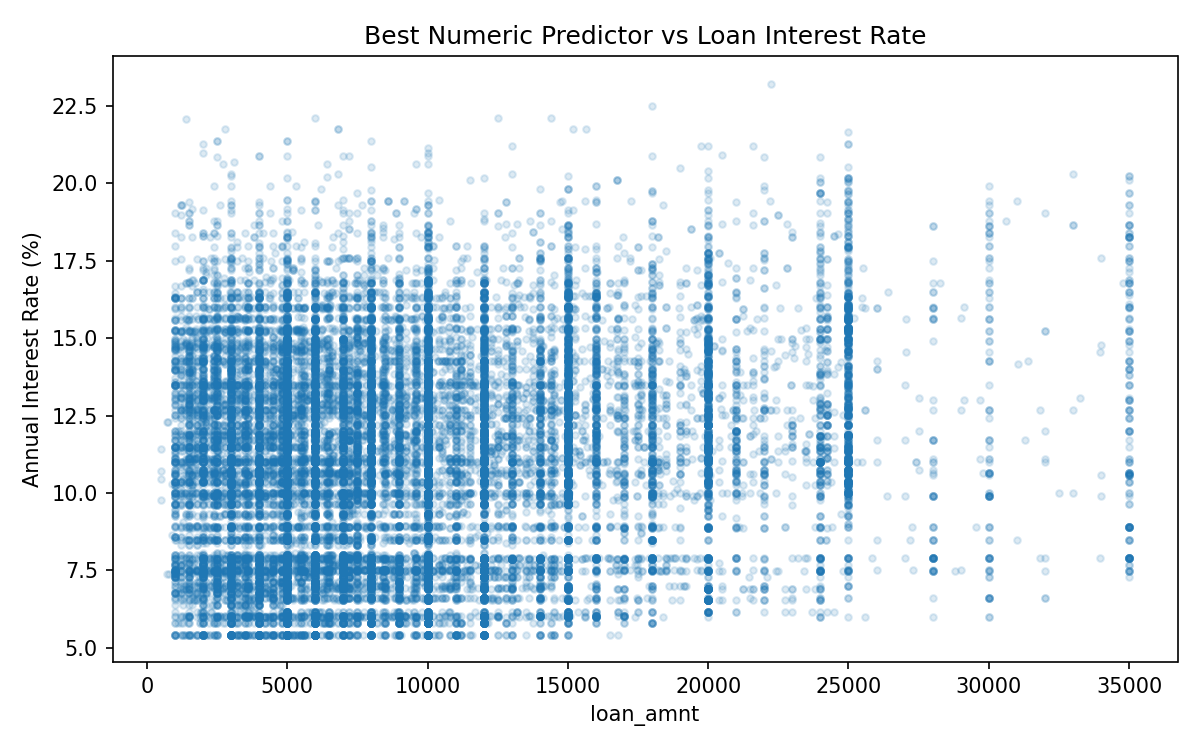 Best Numeric Predictor vs Loan Interest Rate
Annual Interest Rate (%)
22.5
20.0
17.5
15.0
12.5
10.0
7.5
5.0
0 5000 10000 15000 20000 25000 30000 35000
loan_amnt